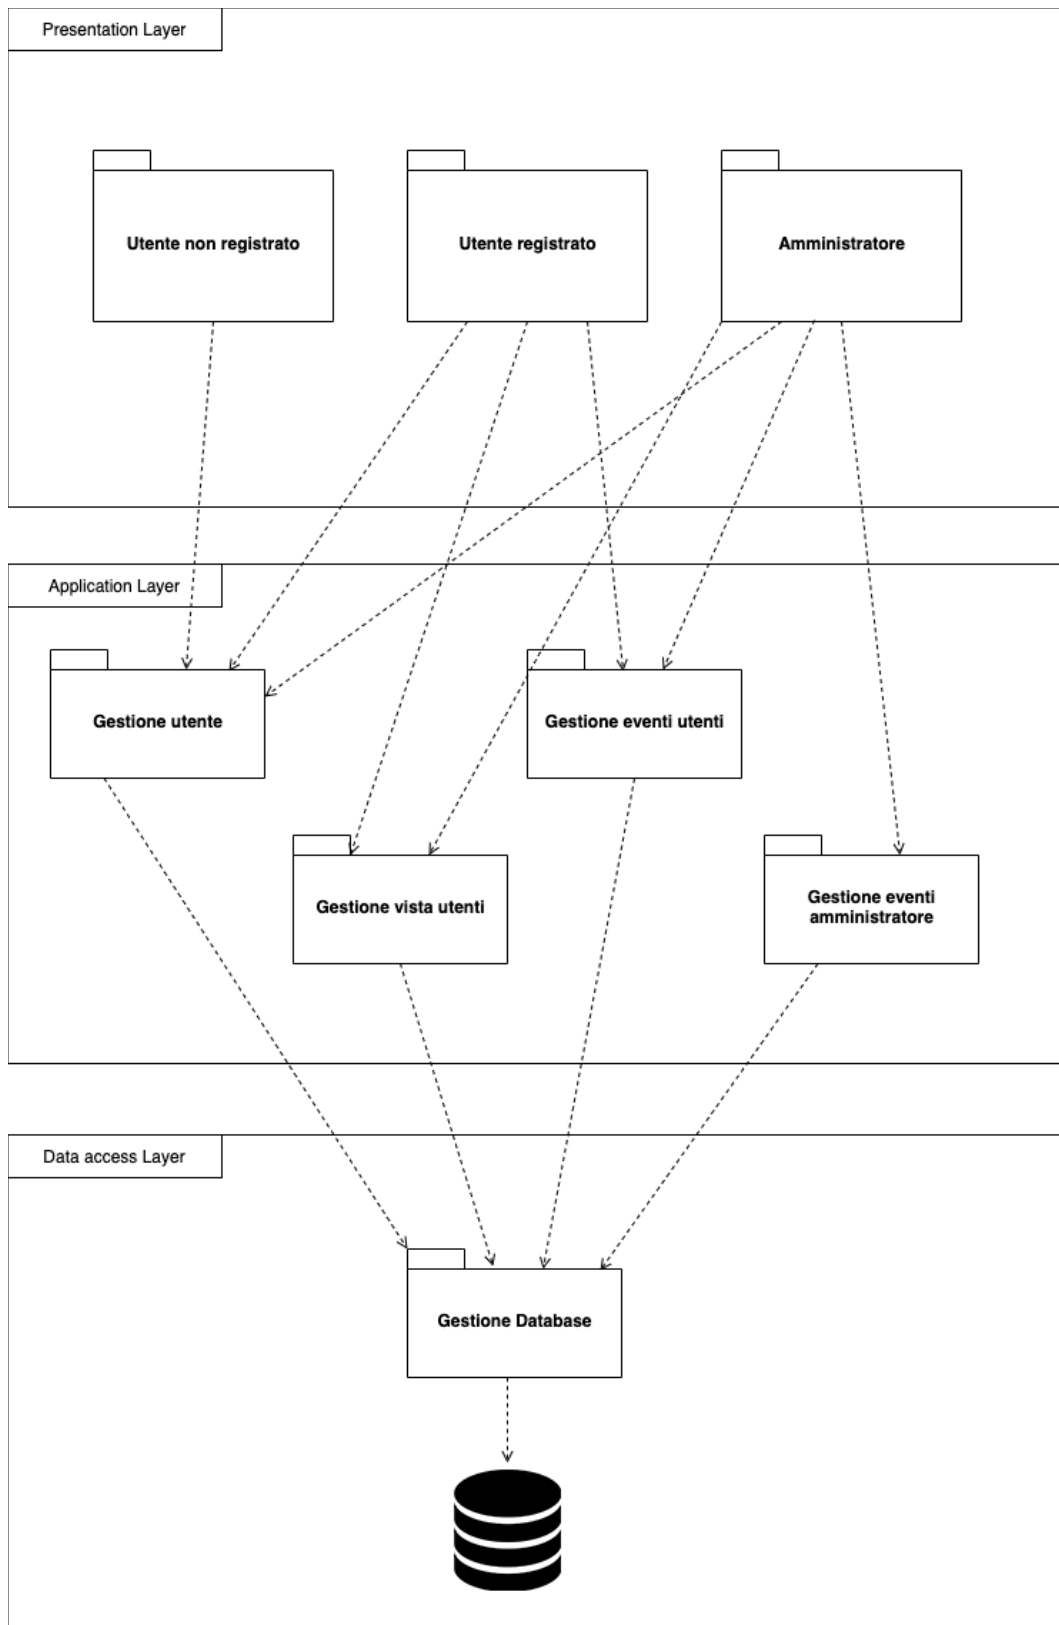 Presentation Layer
Utente non registrato
Utente registrato
Amministratore
Application Layer
Gestione utente
Gestione eventi utenti
Gestione vista utenti
Gestione eventi
amministratore
Data access Layer
Gestione Database